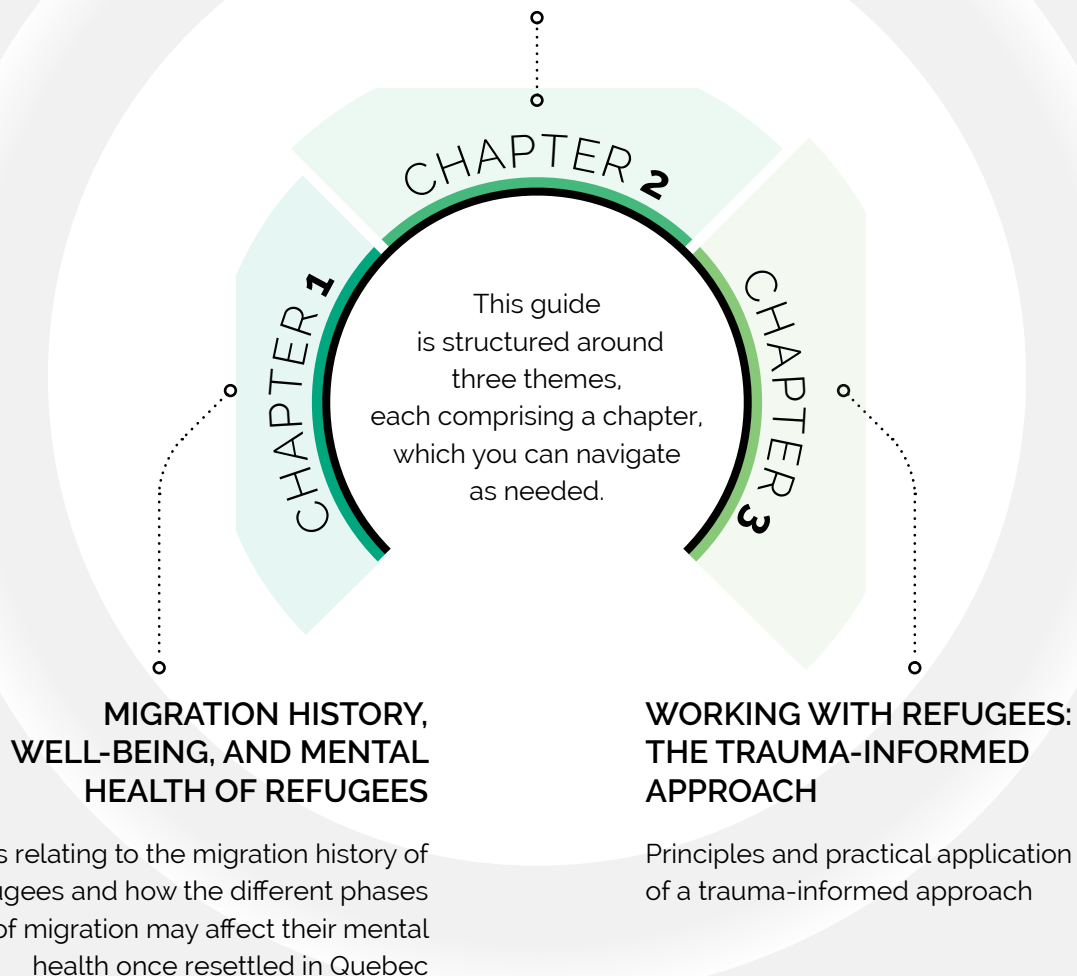 CHAPTER 2
CHAPTER 1
CHAPTER 3
This guide
is structured around
three themes,
each comprising a chapter,
which you can navigate
as needed.
MIGRATION HISTORY,
WELL-BEING, AND MENTAL
HEALTH OF REFUGEES
relating to the migration history of
and how the different phases
of migration may affect their mental
health once resettled in Quebec
WORKING WITH REFUGEES:
THE TRAUMA-INFORMED
APPROACH
Principles and practical application
of a trauma-informed approach